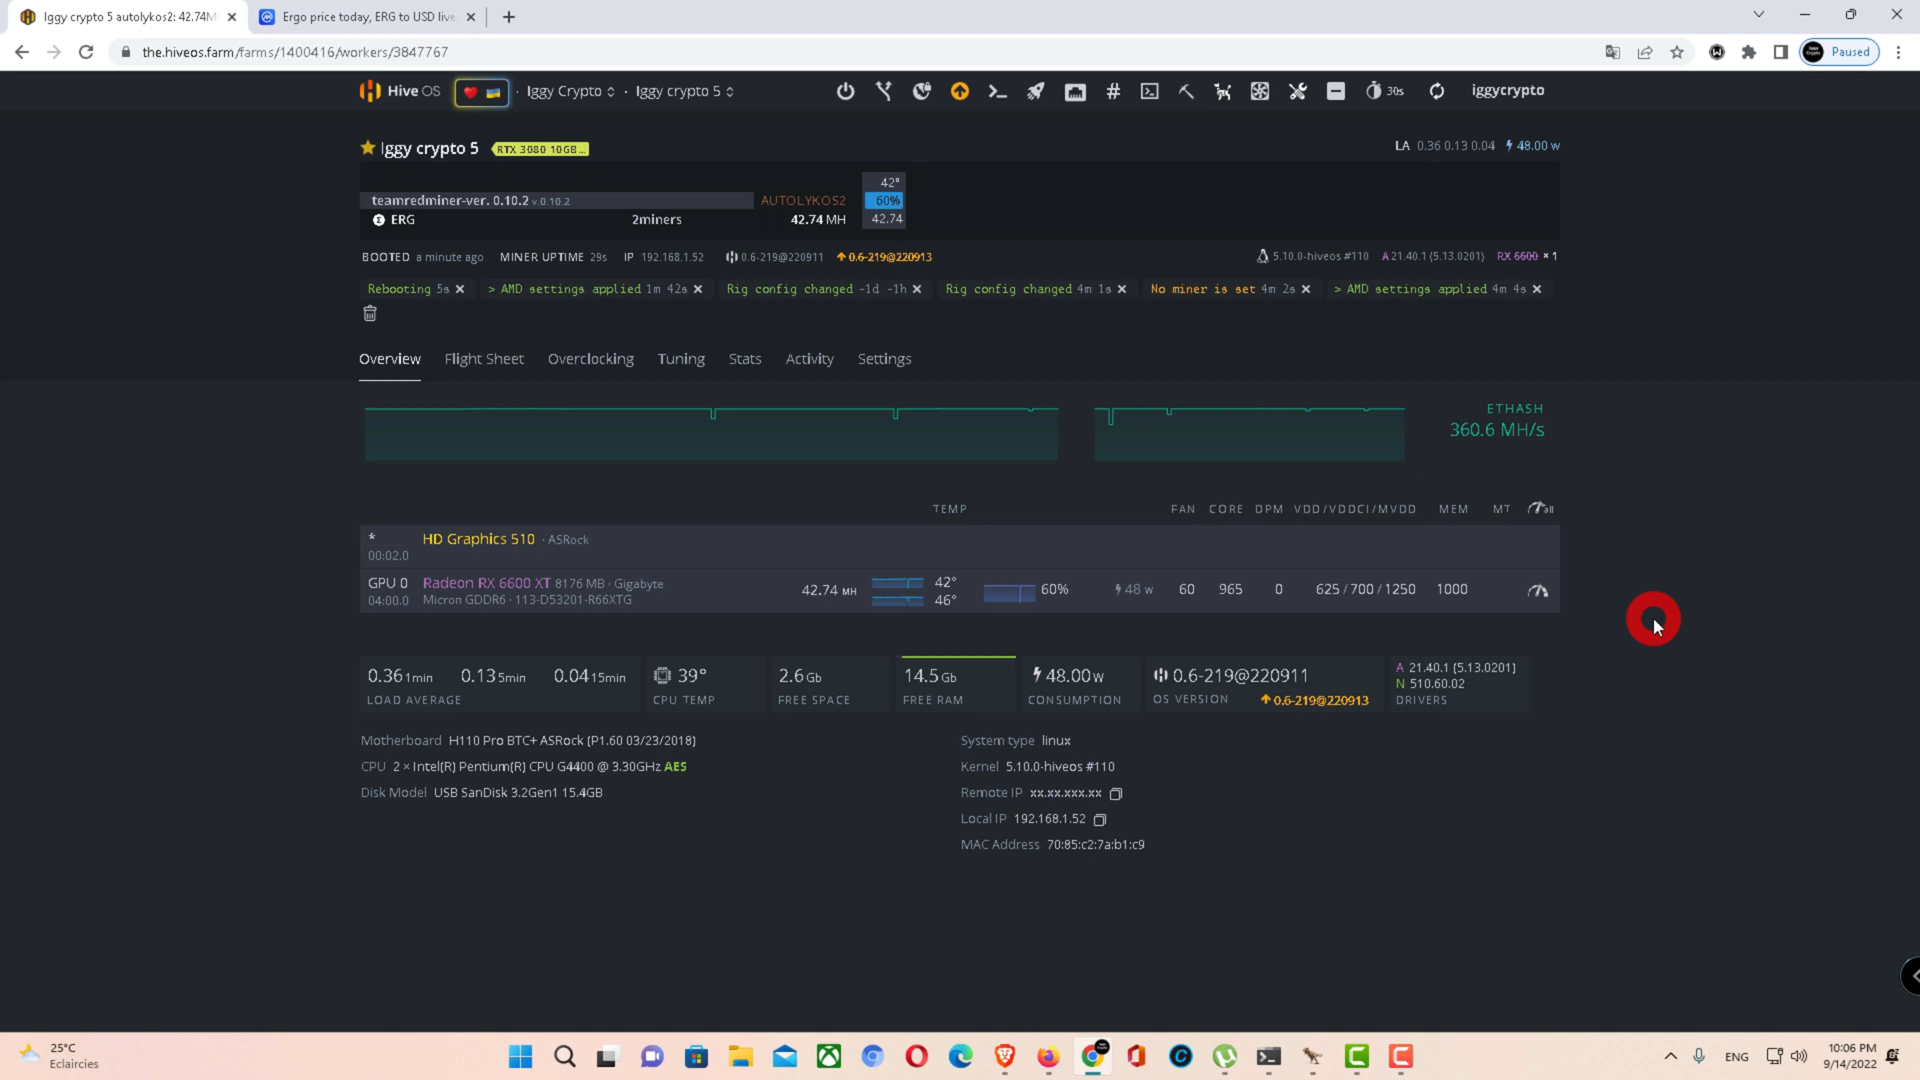 Iggy crypto 5 autolykos2: 42.74M
Ergo price today, ERG to USD live
the.hiveos.farm/farms/1400416/workers/3847767
Paused
Hive OS
· Iggy Crypto · Iggy crypto 5
30s
iggycrypto
Iggy crypto 5
RTX 3080 10GB...
LA 0.36 0.13 0.04 48.00 W
42°
teamredminer-ver. 0.10.2 v.0.10.2
AUTOLYKOS2
60%
ERG
2miners
42.74 MH
42.74
BOOTED a minute ago MINER UPTIME 29s IP 192.168.1.52 0.6-219@220911 0.6-219@220913
5.10.0-hiveos #110 A 21.40.1 (5.13.0201) RX 6600 × 1
Rebooting 5s × > AMD settings applied 1m 42s × Rig config changed -1d -1h × Rig config changed 4m 1s × No miner is set 4m 2s × > AMD settings applied 4m 4s ×
Overview Flight Sheet Overclocking Tuning Stats Activity Settings
ETHASH
360.6 MH/s
TEMP FAN CORE DPM VDD/VDDCI/MVDD MEM MT all
* HD Graphics 510 · ASRock
00:02.0
GPU 0 Radeon RX 6600 XT 8176 MB · Gigabyte
04:00.0 Micron GDDR6 · 113-D53201-R66XTG
42.74 MH 42° 60% 48 W 60 965 0 625 / 700 / 1250 1000
46°
0.36 1min 0.13 5min 0.04 15min
LOAD AVERAGE
39°
CPU TEMP
2.6 Gb
FREE SPACE
14.5 Gb
FREE RAM
48.00 W
CONSUMPTION
0.6-219@220911
OS VERSION 0.6-219@220913
A 21.40.1 (5.13.0201)
N 510.60.02
DRIVERS
Motherboard H110 Pro BTC+ ASRock (P1.60 03/23/2018)
CPU 2 × Intel(R) Pentium(R) CPU G4400 @ 3.30GHz AES
Disk Model USB SanDisk 3.2Gen1 15.4GB
System type linux
Kernel 5.10.0-hiveos #110
Remote IP xx.xx.xxx.xx
Local IP 192.168.1.52
MAC Address 70:85:c2:7a:b1:c9
25°C
Eclaircies
ENG
10:06 PM
9/14/2022